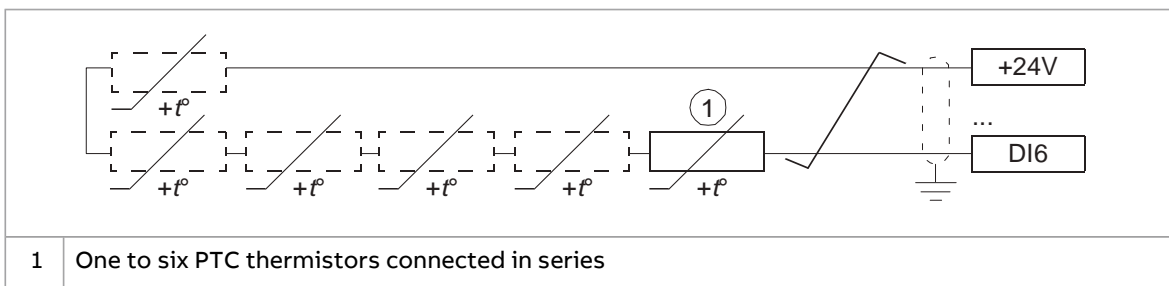 +24V
+t°
1
...
DI6
+t° +t° +t° +t° +t°
1 One to six PTC thermistors connected in series